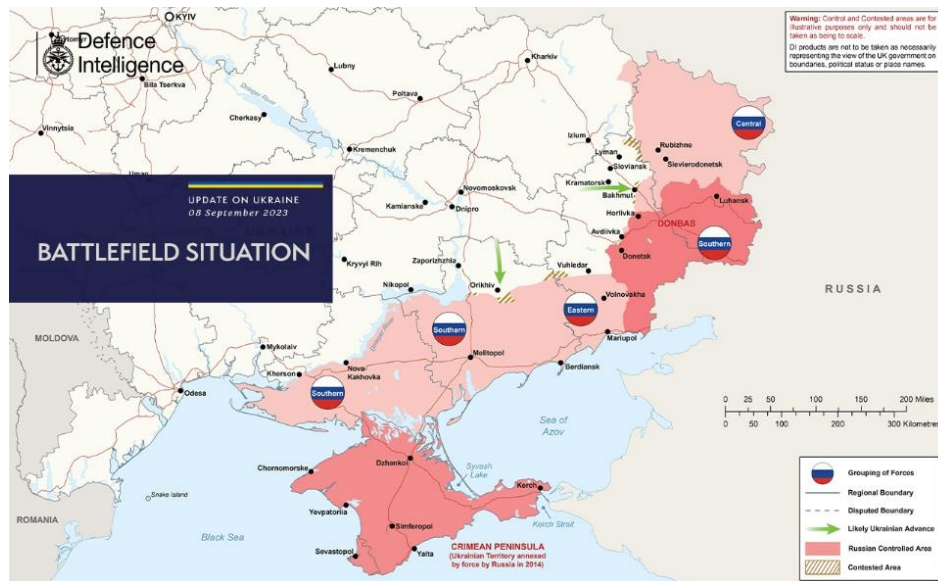 KYIV
Defence
Intelligence
Bila Tserkva
Vinnytsia
Lubny
Kharkiv
Poltava
Dnieper River
Cherkasy
Kremenchuk
Izium
Lyman
Sloviansk
Kramatorsk
Bakhmut
Rubizhne
Sievierodonetsk
Central
Luhansk
Horlivka
DONBAS
Avdiivka
Donetsk
Southern
Novomoskovsk
Kamianske
Dnipro
UPDATE ON UKRAINE
08 September 2023
BATTLEFIELD SITUATION
Kryvyi Rih
Zaporizhzhia
Nikopol
Orikhiv
Vuhledar
Volnovakha
Eastern
Southern
Mariupol
RUSSIA
MOLDOVA
Mykolaiv
Kherson
Nova-
Kakhovka
Melitopol
Berdiansk
Southern
Odesa
Sea of
Azov
Chornomorske
Dzhankoi
Syvash
Lake
Kerch
Snake Island
Yevpatoriia
Simferopol
Kerch Strait
ROMANIA
Black Sea
Sevastopol
Yalta
CRIMEAN PENINSULA
(Ukrainian Territory annexed
by force by Russia in 2014)
Warning: Control and Contested areas are for
illustrative purposes only and should not be
taken as being to scale.
DI products are not to be taken as necessarily
representing the view of the UK government on
boundaries, political status or place names.
0 25 50 100 150 200 Miles
0 50 100 200 300 Kilometres
Grouping of Forces
Regional Boundary
Disputed Boundary
Likely Ukrainian Advance
Russian Controlled Area
Contested Area